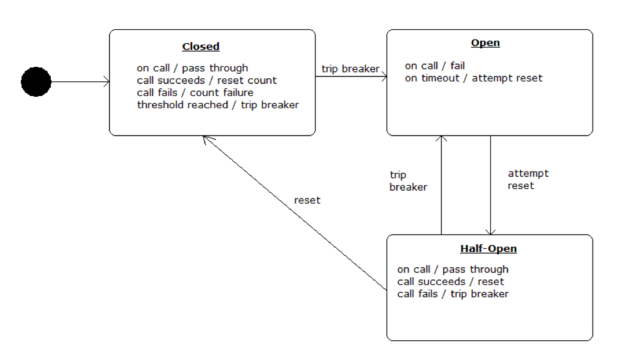 Closed
on call / pass through
call succeeds / reset count
call fails / count failure
threshold reached / trip breaker
trip breaker
Open
on call / fail
on timeout / attempt reset
trip
breaker
attempt
reset
reset
Half-Open
on call / pass through
call succeeds / reset
call fails / trip breaker